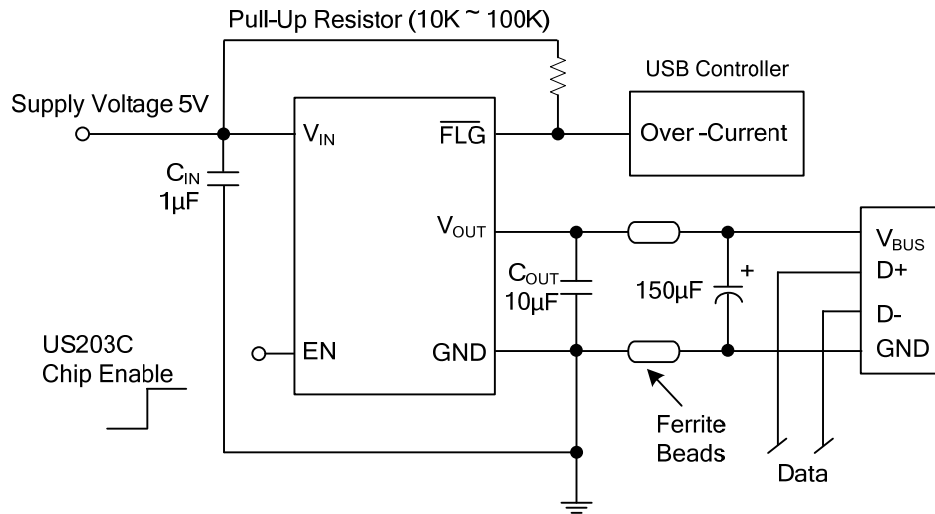 Pull-Up Resistor (10K ~ 100K)
USB Controller
Supply Voltage 5V
VIN
FLG
Over -Current
CIN
1µF
VOUT
VBUS
COUT
10µF
150µF
+
D+
D-
US203C
Chip Enable
EN
GND
GND
Ferrite
Beads
Data